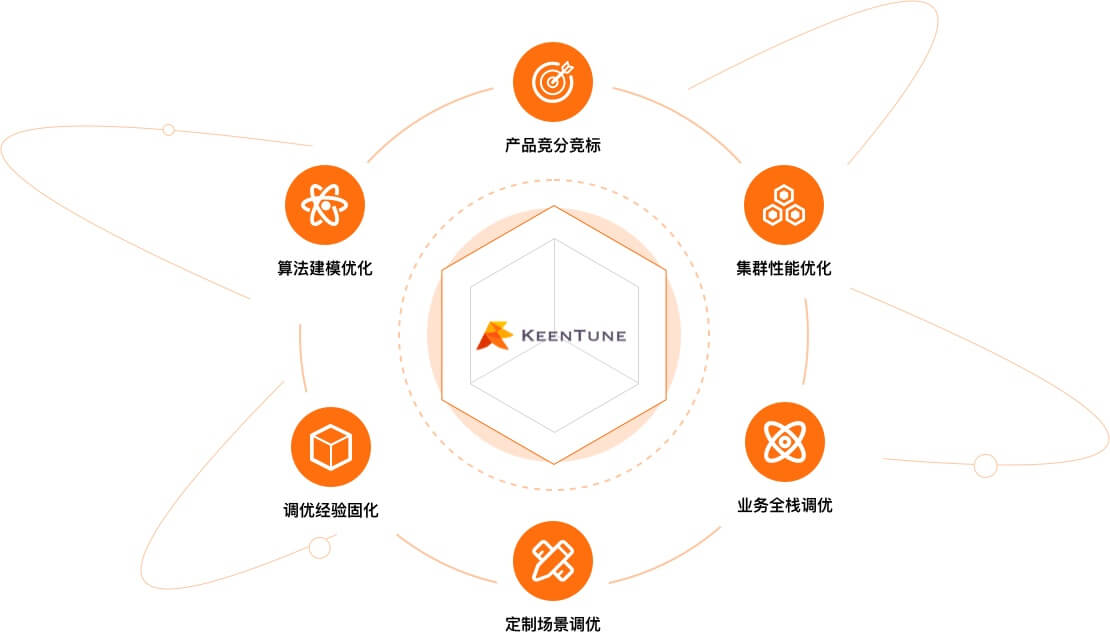 产品竞分竞标
算法建模优化
集群性能优化
KEENTUNE
调优经验固化
业务全栈调优
定制场景调优